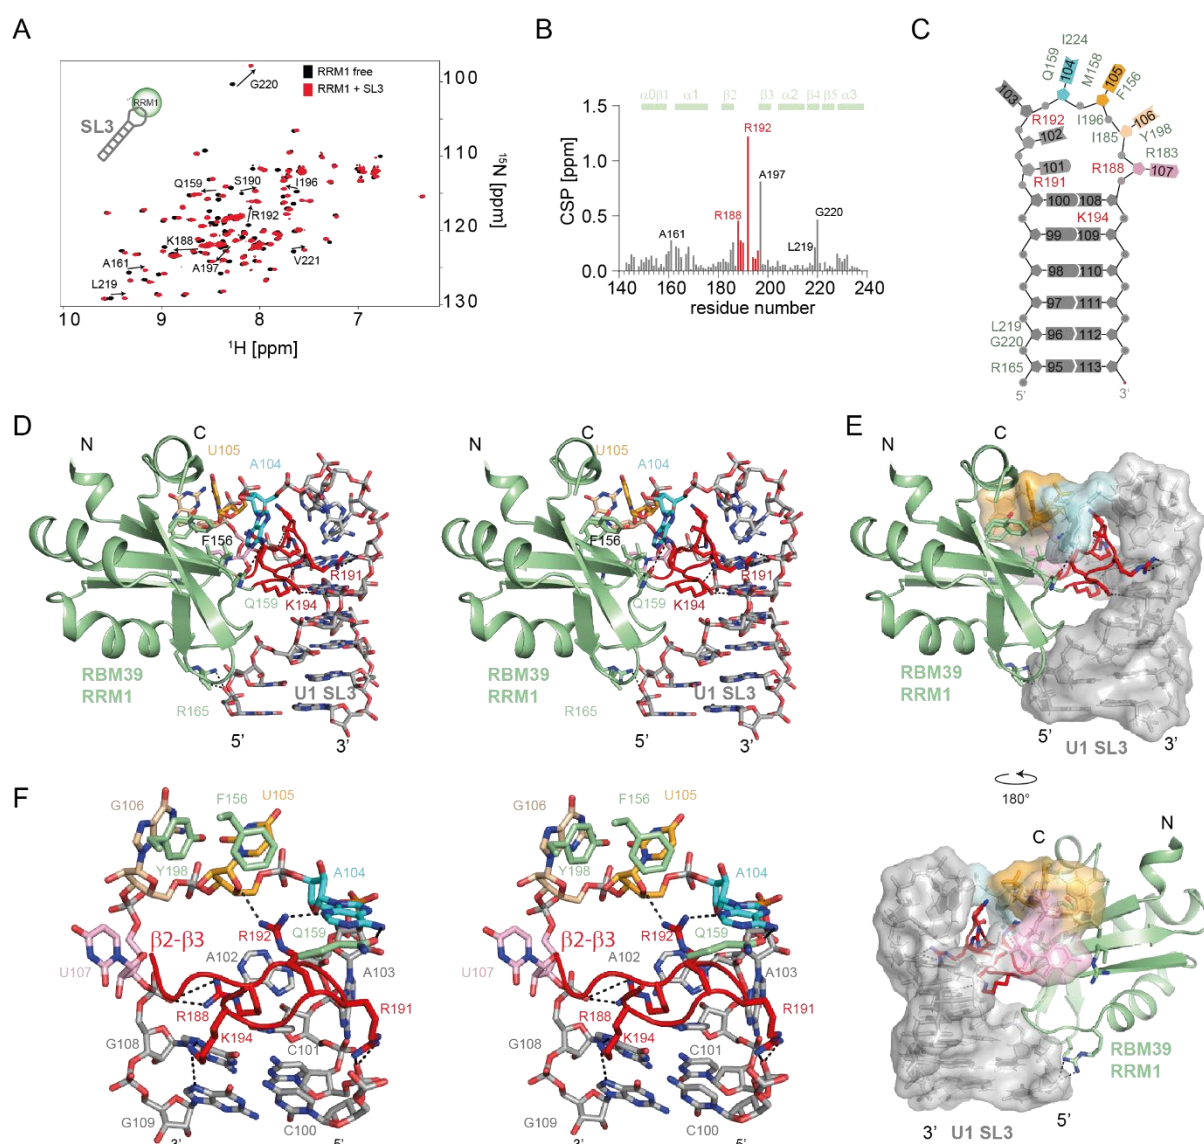 A
RRM1 free
RRM1 + SL3
RRM1
SL3
G220
Q159
S190
I196
R192
K188
A161
A197
V221
L219
100
110
120
130
15N [ppm]
10
9
8
7
1H [ppm]
B
α0β1
α1
β2
β3
α2
β4
β5
α3
1.5
1.0
0.5
0.0
CSP [ppm]
R192
A197
R188
G220
A161
L219
140
160
180
200
220
240
residue number
C
I224
Q159
M158
F156
104
105
103
R192
I196
106
102
I185
Y198
R183
101
R188
107
R191
100
108
K194
99
109
98
110
97
111
L219
96
112
G220
R165
95
113
5’
3’
D
N
C
U105
A104
F156
R191
Q159
K194
RBM39
RRM1
U1 SL3
R165
5’
3’
N
C
U105
A104
F156
R191
Q159
K194
RBM39
RRM1
U1 SL3
R165
5’
3’
E
N
C
RBM39
RRM1
5’
3’
U1 SL3
180°
N
C
RBM39
RRM1
5’
3’
U1 SL3
F
G106
F156
U105
Y198
A104
β2-β3
R192
Q159
U107
A102
A103
R188
R191
K194
G108
C101
G109
C100
3’
5’
G106
F156
U105
Y198
A104
β2-β3
R192
Q159
U107
A102
A103
R188
R191
K194
G108
C101
G109
C100
3’
5’